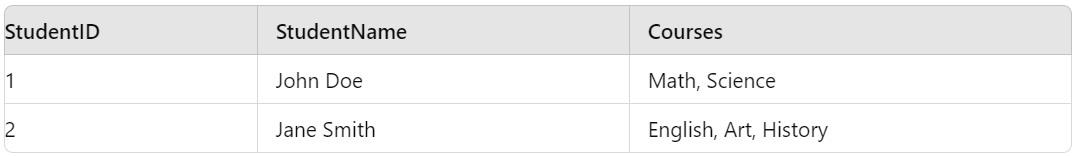 StudentID StudentName Courses
1 John Doe Math, Science
2 Jane Smith English, Art, History